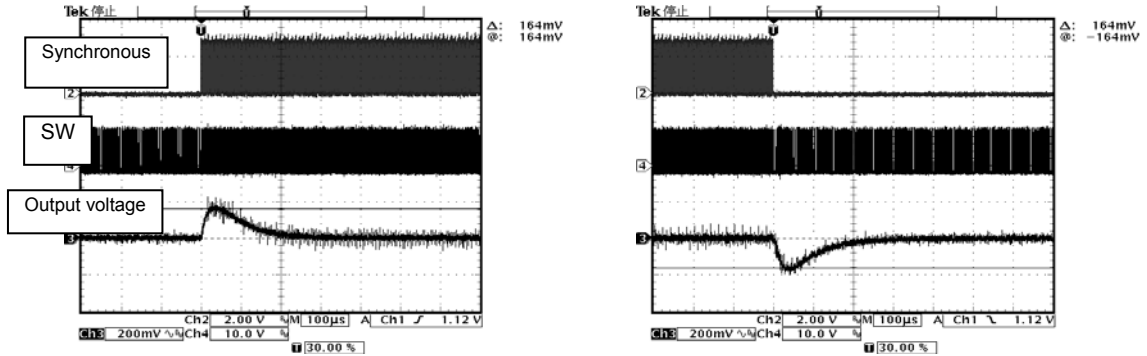 Tek 停止
Δ: 164mV
@: 164mV
Synchronous
2
SW
4
Output voltage
3
Ch2 2.00 V M 100µs A Ch1 1.12 V
Ch3 200mV Ch4 10.0 V
T 30.00 %
Tek 停止
Δ: 164mV
@: -164mV
2
4
3
Ch2 2.00 V M 100µs A Ch1 1.12 V
Ch3 200mV Ch4 10.0 V
T 30.00 %